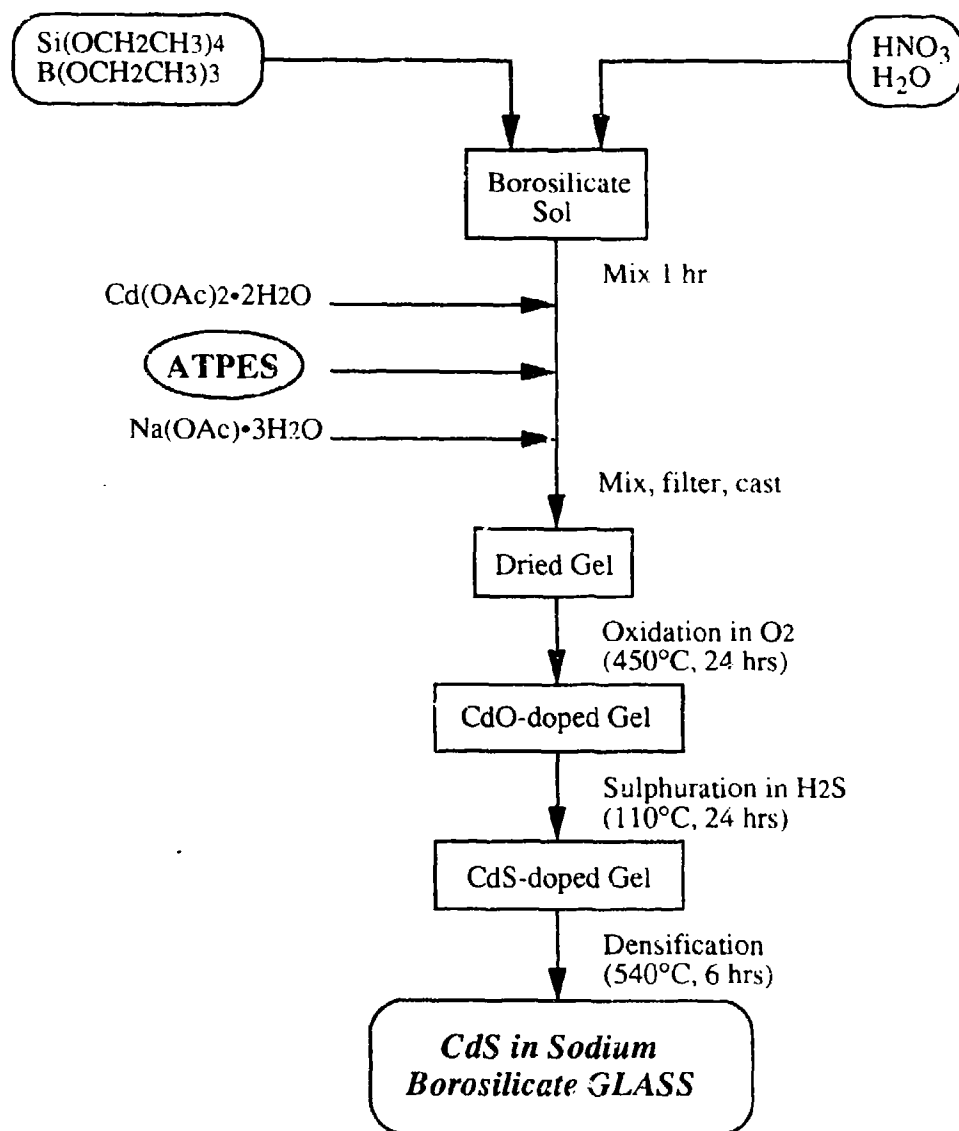 Si(OCH2CH3)4
B(OCH2CH3)3
HNO3
H2O
Borosilicate
Sol
Mix 1 hr
Cd(OAc)2•2H2O
ATPES
Na(OAc)•3H2O
Mix, filter, cast
Dried Gel
Oxidation in O2
(450°C, 24 hrs)
CdO-doped Gel
Sulphuration in H2S
(110°C, 24 hrs)
CdS-doped Gel
Densification
(540°C, 6 hrs)
CdS in Sodium
Borosilicate GLASS